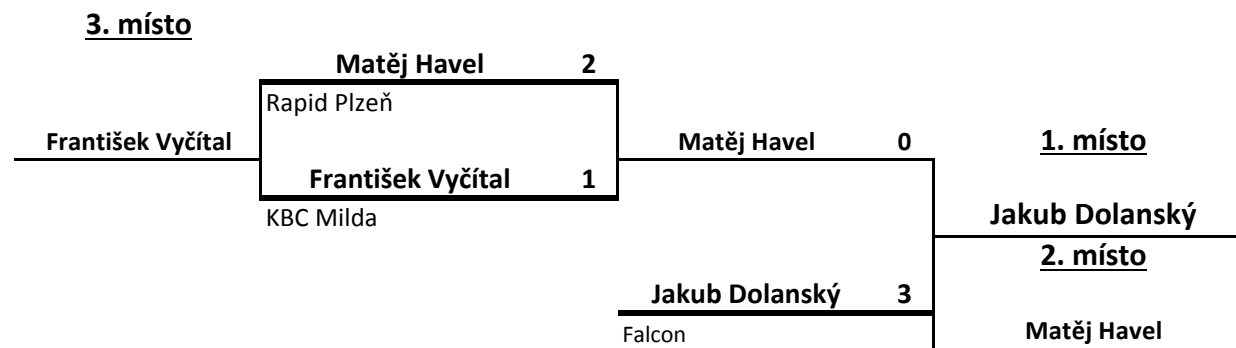 3. místo
Matěj Havel 2
Rapid Plzeň
František Vyčítal Matěj Havel 0 1. místo
František Vyčítal 1
KBC Milda Jakub Dolanský
2. místo
Jakub Dolanský 3
Falcon Matěj Havel